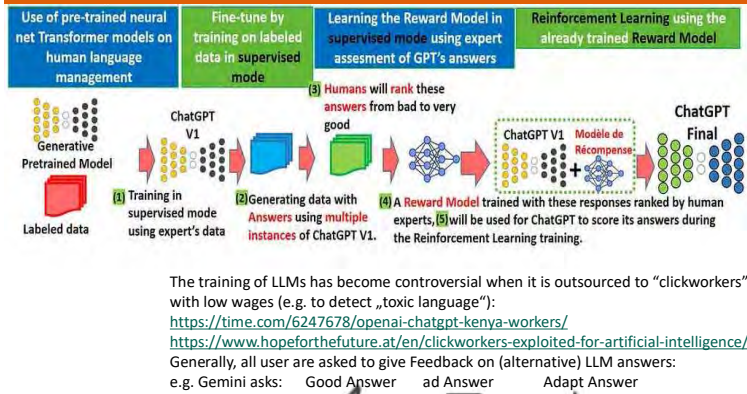 Use of pre-trained neural
net Transformer models on
human language
management
Fine-tune by
training on labeled
data in supervised
mode
Learning the Reward Model in
supervised mode using expert
assesment of GPT's answers
Reinforcement Learning using the
already trained Reward Model
Generative
Pretrained Model
Labeled data
ChatGPT
V1
(1) Training in
supervised mode
using expert's data
(2) Generating data with
Answers using multiple
instances of ChatGPT V1.
(3) Humans will rank these
answers from bad to very
good
(4) A Reward Model trained with these responses ranked by human
experts, (5) will be used for ChatGPT to score its answers during
the Reinforcement Learning training.
ChatGPT V1
+
Modèle de
Récompense
ChatGPT
Final
The training of LLMs has become controversial when it is outsourced to “clickworkers”
with low wages (e.g. to detect „toxic language“):
https://time.com/6247678/openai-chatgpt-kenya-workers/
https://www.hopeforthefuture.at/en/clickworkers-exploited-for-artificial-intelligence/
Generally, all user are asked to give Feedback on (alternative) LLM answers:
e.g. Gemini asks: Good Answer ad Answer Adapt Answer